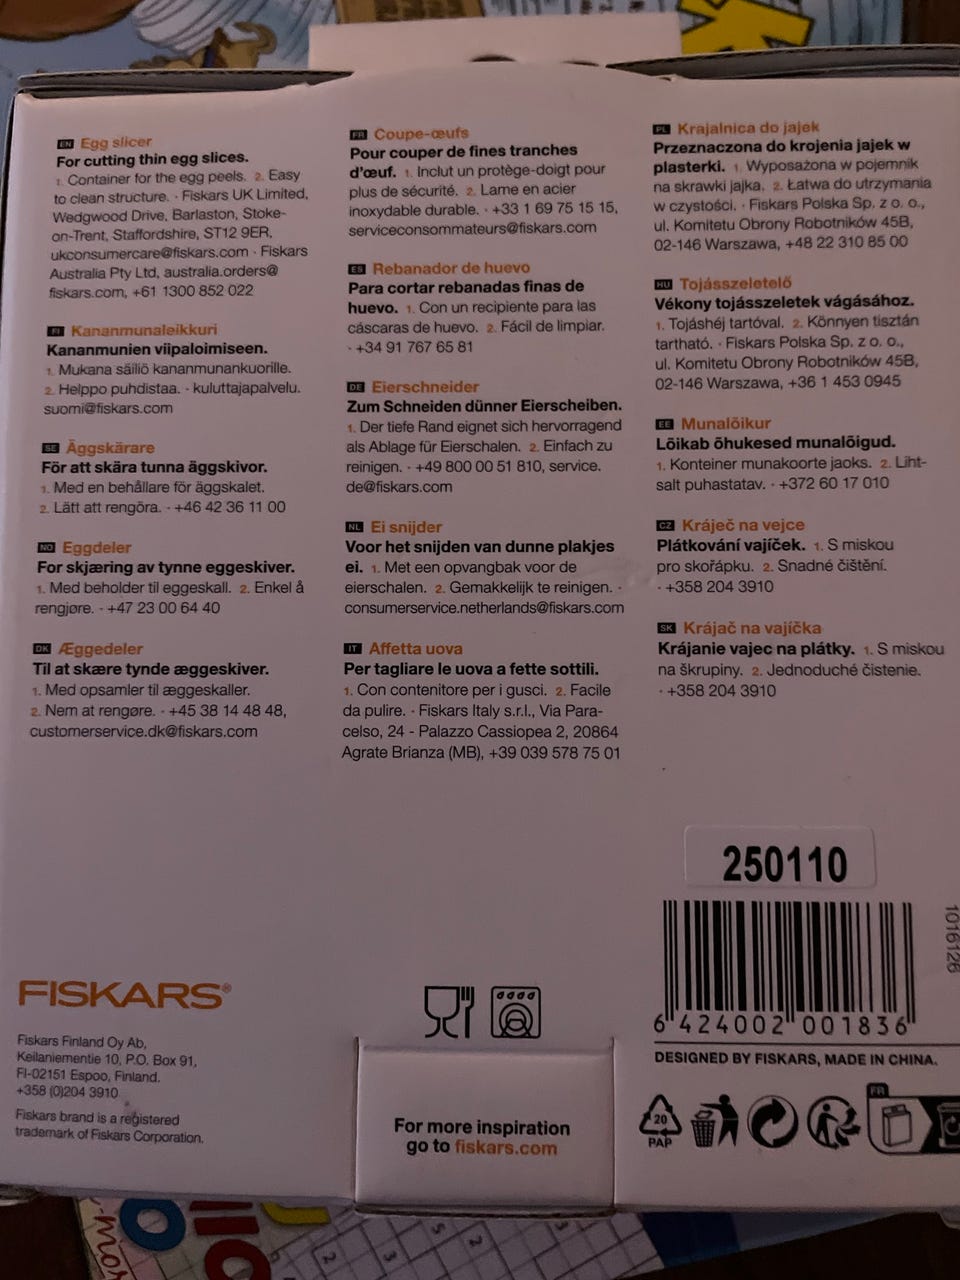 EN Egg slicer
For cutting thin egg slices.
1. Container for the egg peels. 2. Easy
to clean structure. · Fiskars UK Limited,
Wedgwood Drive, Barlaston, Stoke-
on-Trent, Staffordshire, ST12 9ER,
ukconsumercare@fiskars.com · Fiskars
Australia Pty Ltd, australia.orders@
fiskars.com, +61 1300 852 022
FI Kananmunaleikkuri
Kananmunien viipaloimiseen.
1. Mukana säiliö kananmunankuorille.
2. Helppo puhdistaa. · kuluttajapalvelu.
suomi@fiskars.com
SE Äggskärare
För att skära tunna äggskivor.
1. Med en behållare för äggskalet.
2. Lätt att rengöra. · +46 42 36 11 00
NO Eggdeler
For skjæring av tynne eggeskiver.
1. Med beholder til eggeskall. 2. Enkel å
rengjøre. · +47 23 00 64 40
DK Æggedeler
Til at skære tynde æggeskiver.
1. Med opsamler til æggeskaller.
2. Nem at rengøre. · +45 38 14 48 48,
customerservice.dk@fiskars.com
FR Coupe-œufs
Pour couper de fines tranches
d'œuf. 1. Inclut un protège-doigt pour
plus de sécurité. 2. Lame en acier
inoxydable durable. · +33 1 69 75 15 15,
serviceconsommateurs@fiskars.com
ES Rebanador de huevo
Para cortar rebanadas finas de
huevo. 1. Con un recipiente para las
cáscaras de huevo. 2. Fácil de limpiar.
· +34 91 767 65 81
DE Eierschneider
Zum Schneiden dünner Eierscheiben.
1. Der tiefe Rand eignet sich hervorragend
als Ablage für Eierschalen. 2. Einfach zu
reinigen. · +49 800 00 51 810, service.
de@fiskars.com
NL Ei snijder
Voor het snijden van dunne plakjes
ei. 1. Met een opvangbak voor de
eierschalen. 2. Gemakkelijk te reinigen. ·
consumerservice.netherlands@fiskars.com
IT Affetta uova
Per tagliare le uova a fette sottili.
1. Con contenitore per i gusci. 2. Facile
da pulire. · Fiskars Italy s.r.l., Via Para-
celso, 24 - Palazzo Cassiopea 2, 20864
Agrate Brianza (MB), +39 039 578 75 01
PL Krajalnica do jajek
Przeznaczona do krojenia jajek w
plasterki. 1. Wyposażona w pojemnik
na skrawki jajka. 2. Łatwa do utrzymania
w czystości. · Fiskars Polska Sp. z o. o.,
ul. Komitetu Obrony Robotników 45B,
02-146 Warszawa, +48 22 310 85 00
HU Tojásszeletelő
Vékony tojásszeletek vágásához.
1. Tojáshéj tartóval. 2. Könnyen tisztán
tartható. · Fiskars Polska Sp. z o. o.,
ul. Komitetu Obrony Robotników 45B,
02-146 Warszawa, +36 1 453 0945
EE Munalõikur
Lõikab õhukesed munalõigud.
1. Konteiner munakoorte jaoks. 2. Liht-
salt puhastatav. · +372 60 17 010
CZ Kráječ na vejce
Plátkování vajíček. 1. S miskou
pro skořápku. 2. Snadné čištění.
· +358 204 3910
SK Krájač na vajíčka
Krájanie vajec na plátky. 1. S miskou
na škrupiny. 2. Jednoduché čistenie.
· +358 204 3910
250110
6 424002 001836
1016126
DESIGNED BY FISKARS, MADE IN CHINA.
20
PAP
FR
FISKARS®
Fiskars Finland Oy Ab,
Keilaniementie 10, P.O. Box 91,
FI-02151 Espoo, Finland.
+358 (0)204 3910
Fiskars brand is a registered
trademark of Fiskars Corporation.
For more inspiration
go to fiskars.com